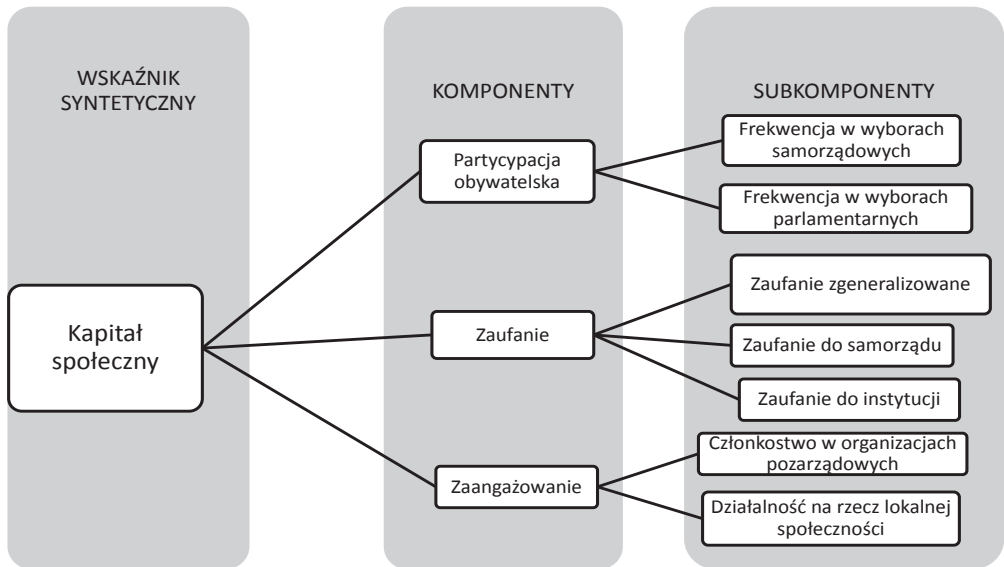 WSKAŹNIK
SYNTETYCZNY
KOMPONENTY
SUBKOMPONENTY
Kapitał
społeczny
Partycypacja
obywatelska
Zaufanie
Zaangażowanie
Frekwencja w wyborach
samorządowych
Frekwencja w wyborach
parlamentarnych
Zaufanie zgeneralizowane
Zaufanie do samorządu
Zaufanie do instytucji
Członkostwo w organizacjach
pozarządowych
Działalność na rzecz lokalnej
społeczności